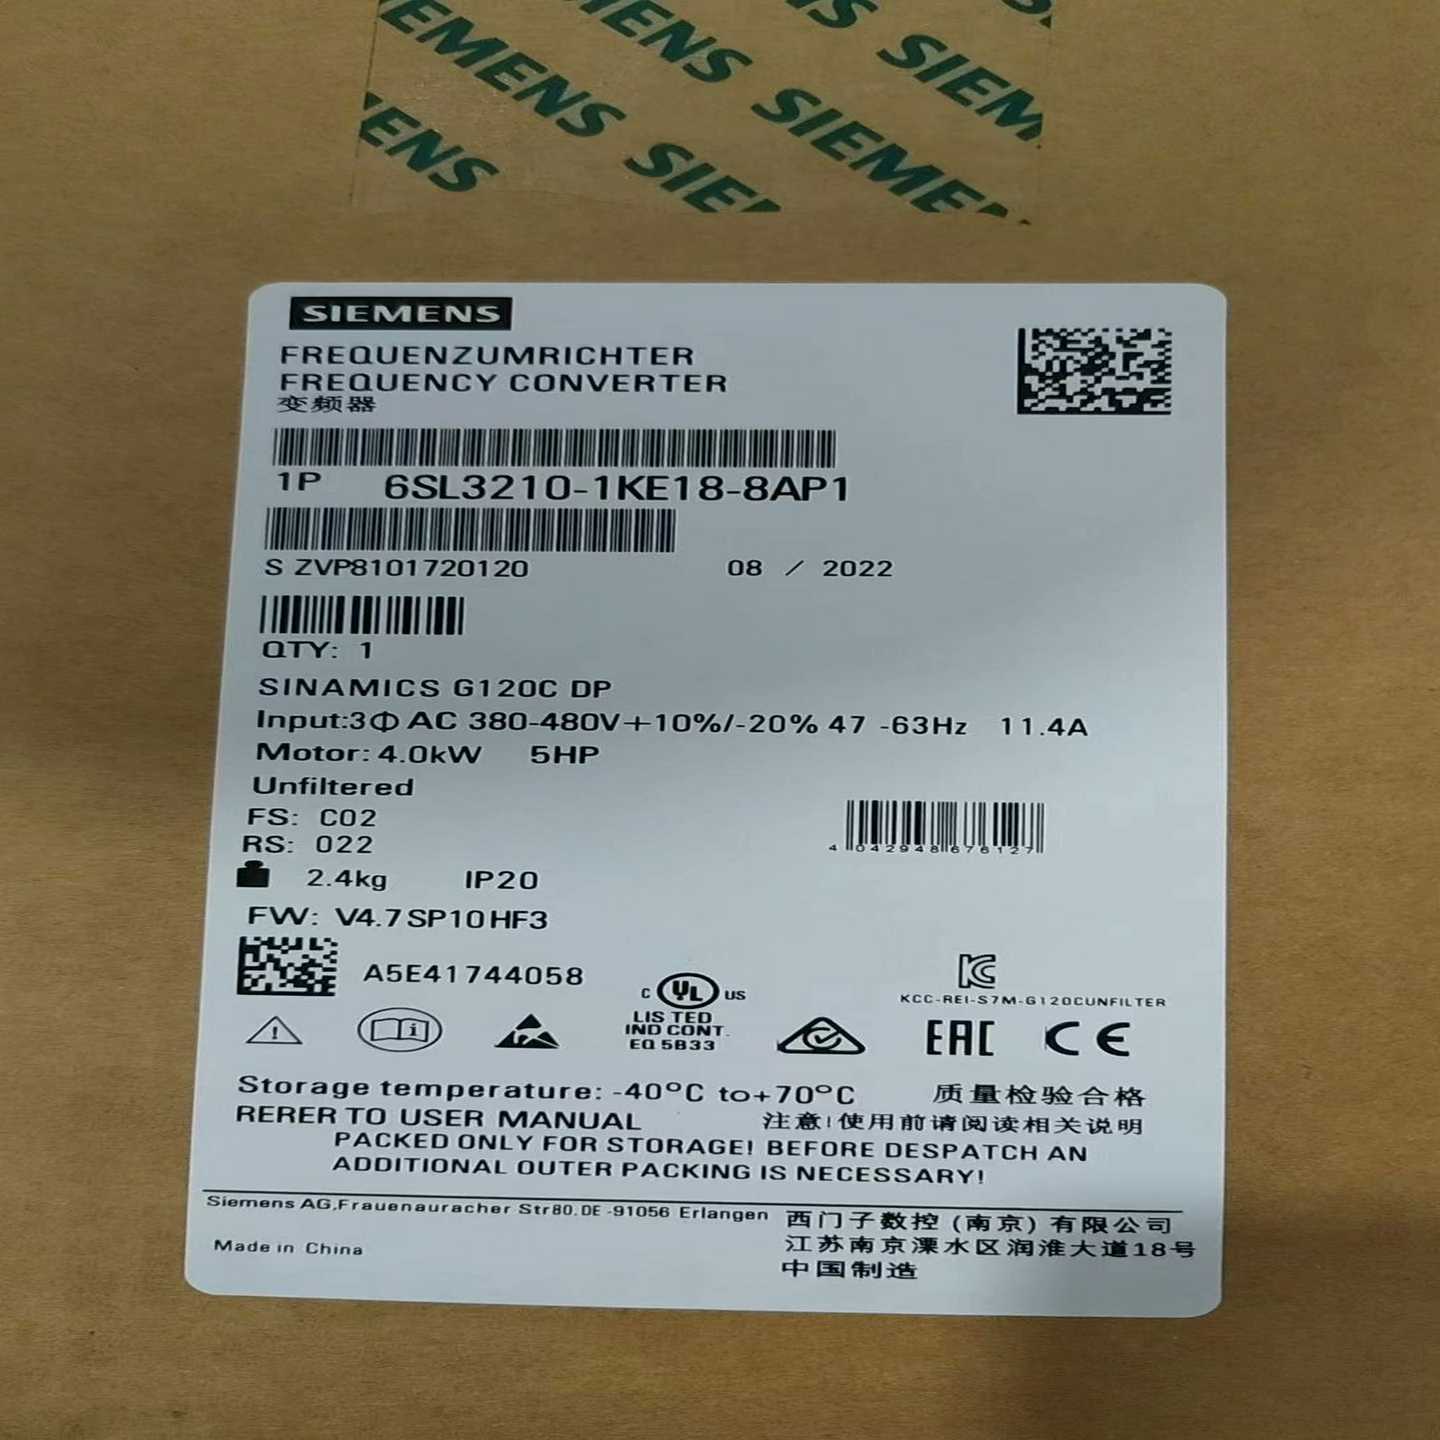 SIEMENS
SIEMENS
SIEMENS
SIEMENS
FREQUENZUMRICHTER
FREQUENCY CONVERTER
变频器
1P 6SL3210-1KE18-8AP1
S ZVP8101720120 08 / 2022
QTY: 1
SINAMICS G120C DP
Input:3Φ AC 380-480V+10%/-20% 47 -63Hz 11.4A
Motor: 4.0kW 5HP
Unfiltered
FS: C02
RS: 022
4 042948 676127
2.4kg IP20
FW: V4.7 SP10 HF3
A5E41744058
C UL US
LISTED
IND CONT.
EQ 5B33
KCC-REI-S7M-G120CUNFILTER
EAC CE
Storage temperature: -40°C to+70°C 质量检验合格
RERER TO USER MANUAL 注意!使用前请阅读相关说明
PACKED ONLY FOR STORAGE! BEFORE DESPATCH AN
ADDITIONAL OUTER PACKING IS NECESSARY!
Siemens AG,Frauenauracher Str80,DE-91056 Erlangen 西门子数控 (南京) 有限公司
Made in China 江苏南京溧水区润淮大道18号
中国制造